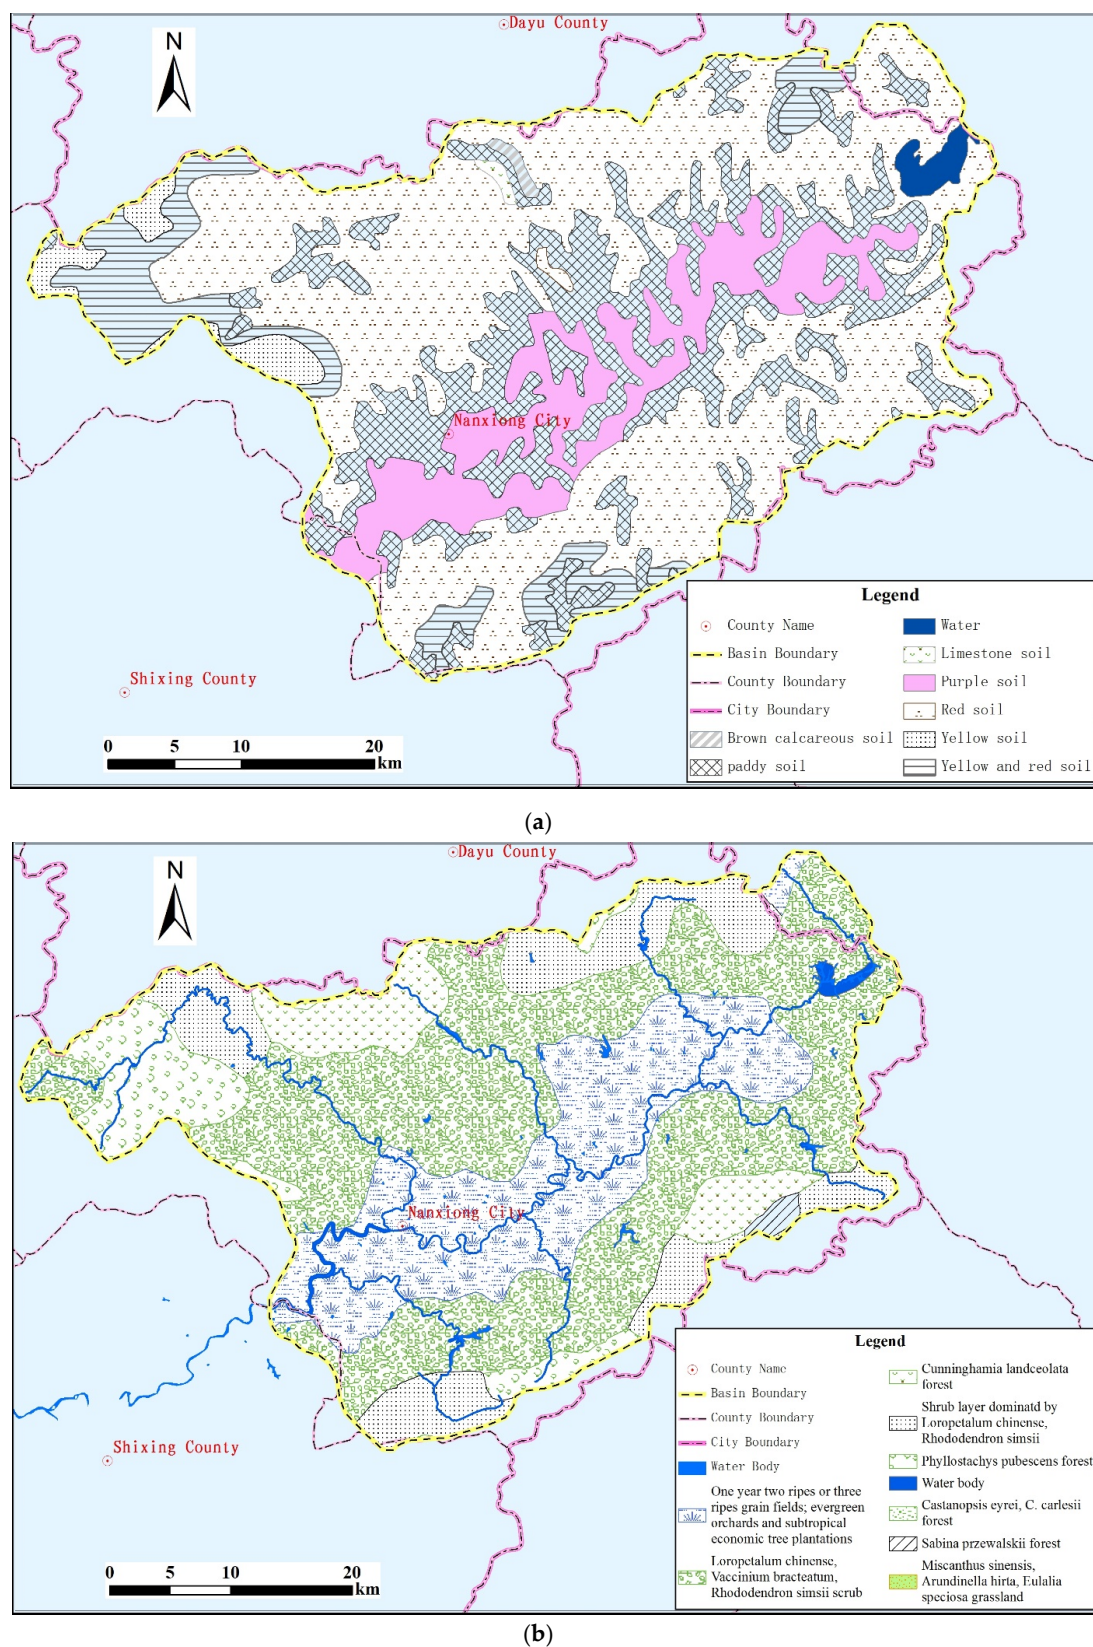 Dayu County
N
Nanxiong City
Shixing County
0 5 10 20
km
Legend
County Name
Basin Boundary
County Boundary
City Boundary
Brown calcareous soil
paddy soil
Water
Limestone soil
Purple soil
Red soil
Yellow soil
Yellow and red soil
(a)
Dayu County
N
Nanxiong City
Shixing County
0 5 10 20
km
Legend
County Name
Basin Boundary
County Boundary
City Boundary
Water Body
One year two ripes or three
ripes grain fields; evergreen
orchards and subtropical
economic tree plantations
Loropetalum chinense,
Vaccinium bracteatum,
Rhododendron simsii scrub
Cunninghamia landceolata
forest
Shrub layer dominatd by
Loropetalum chinense,
Rhododendron simsii
Phyllostachys pubescens forest
Water body
Castanopsis eyrei, C. carlesii
forest
Sabina przewalskii forest
Miscanthus sinensis,
Arundinella hirta, Eulalia
speciosa grassland
(b)